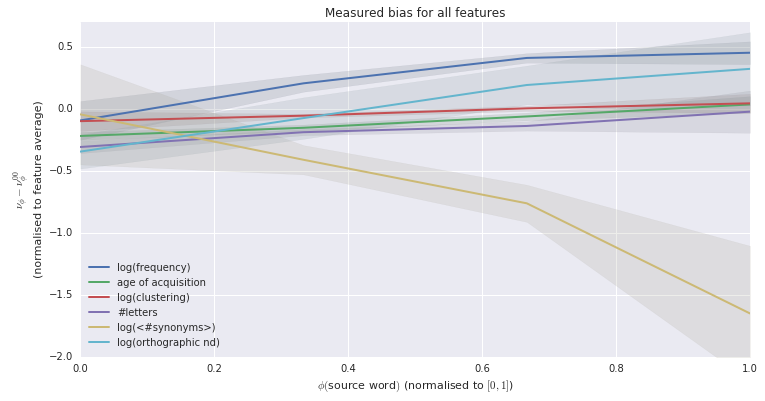 Measured bias for all features
0.5
0.0
−0.5
−1.0
−1.5
−2.0
ν_ϕ − ν_ϕ^00
(normalised to feature average)
log(frequency)
age of acquisition
log(clustering)
#letters
log(<#synonyms>)
log(orthographic nd)
0.0 0.2 0.4 0.6 0.8 1.0
ϕ(source word) (normalised to [0, 1])